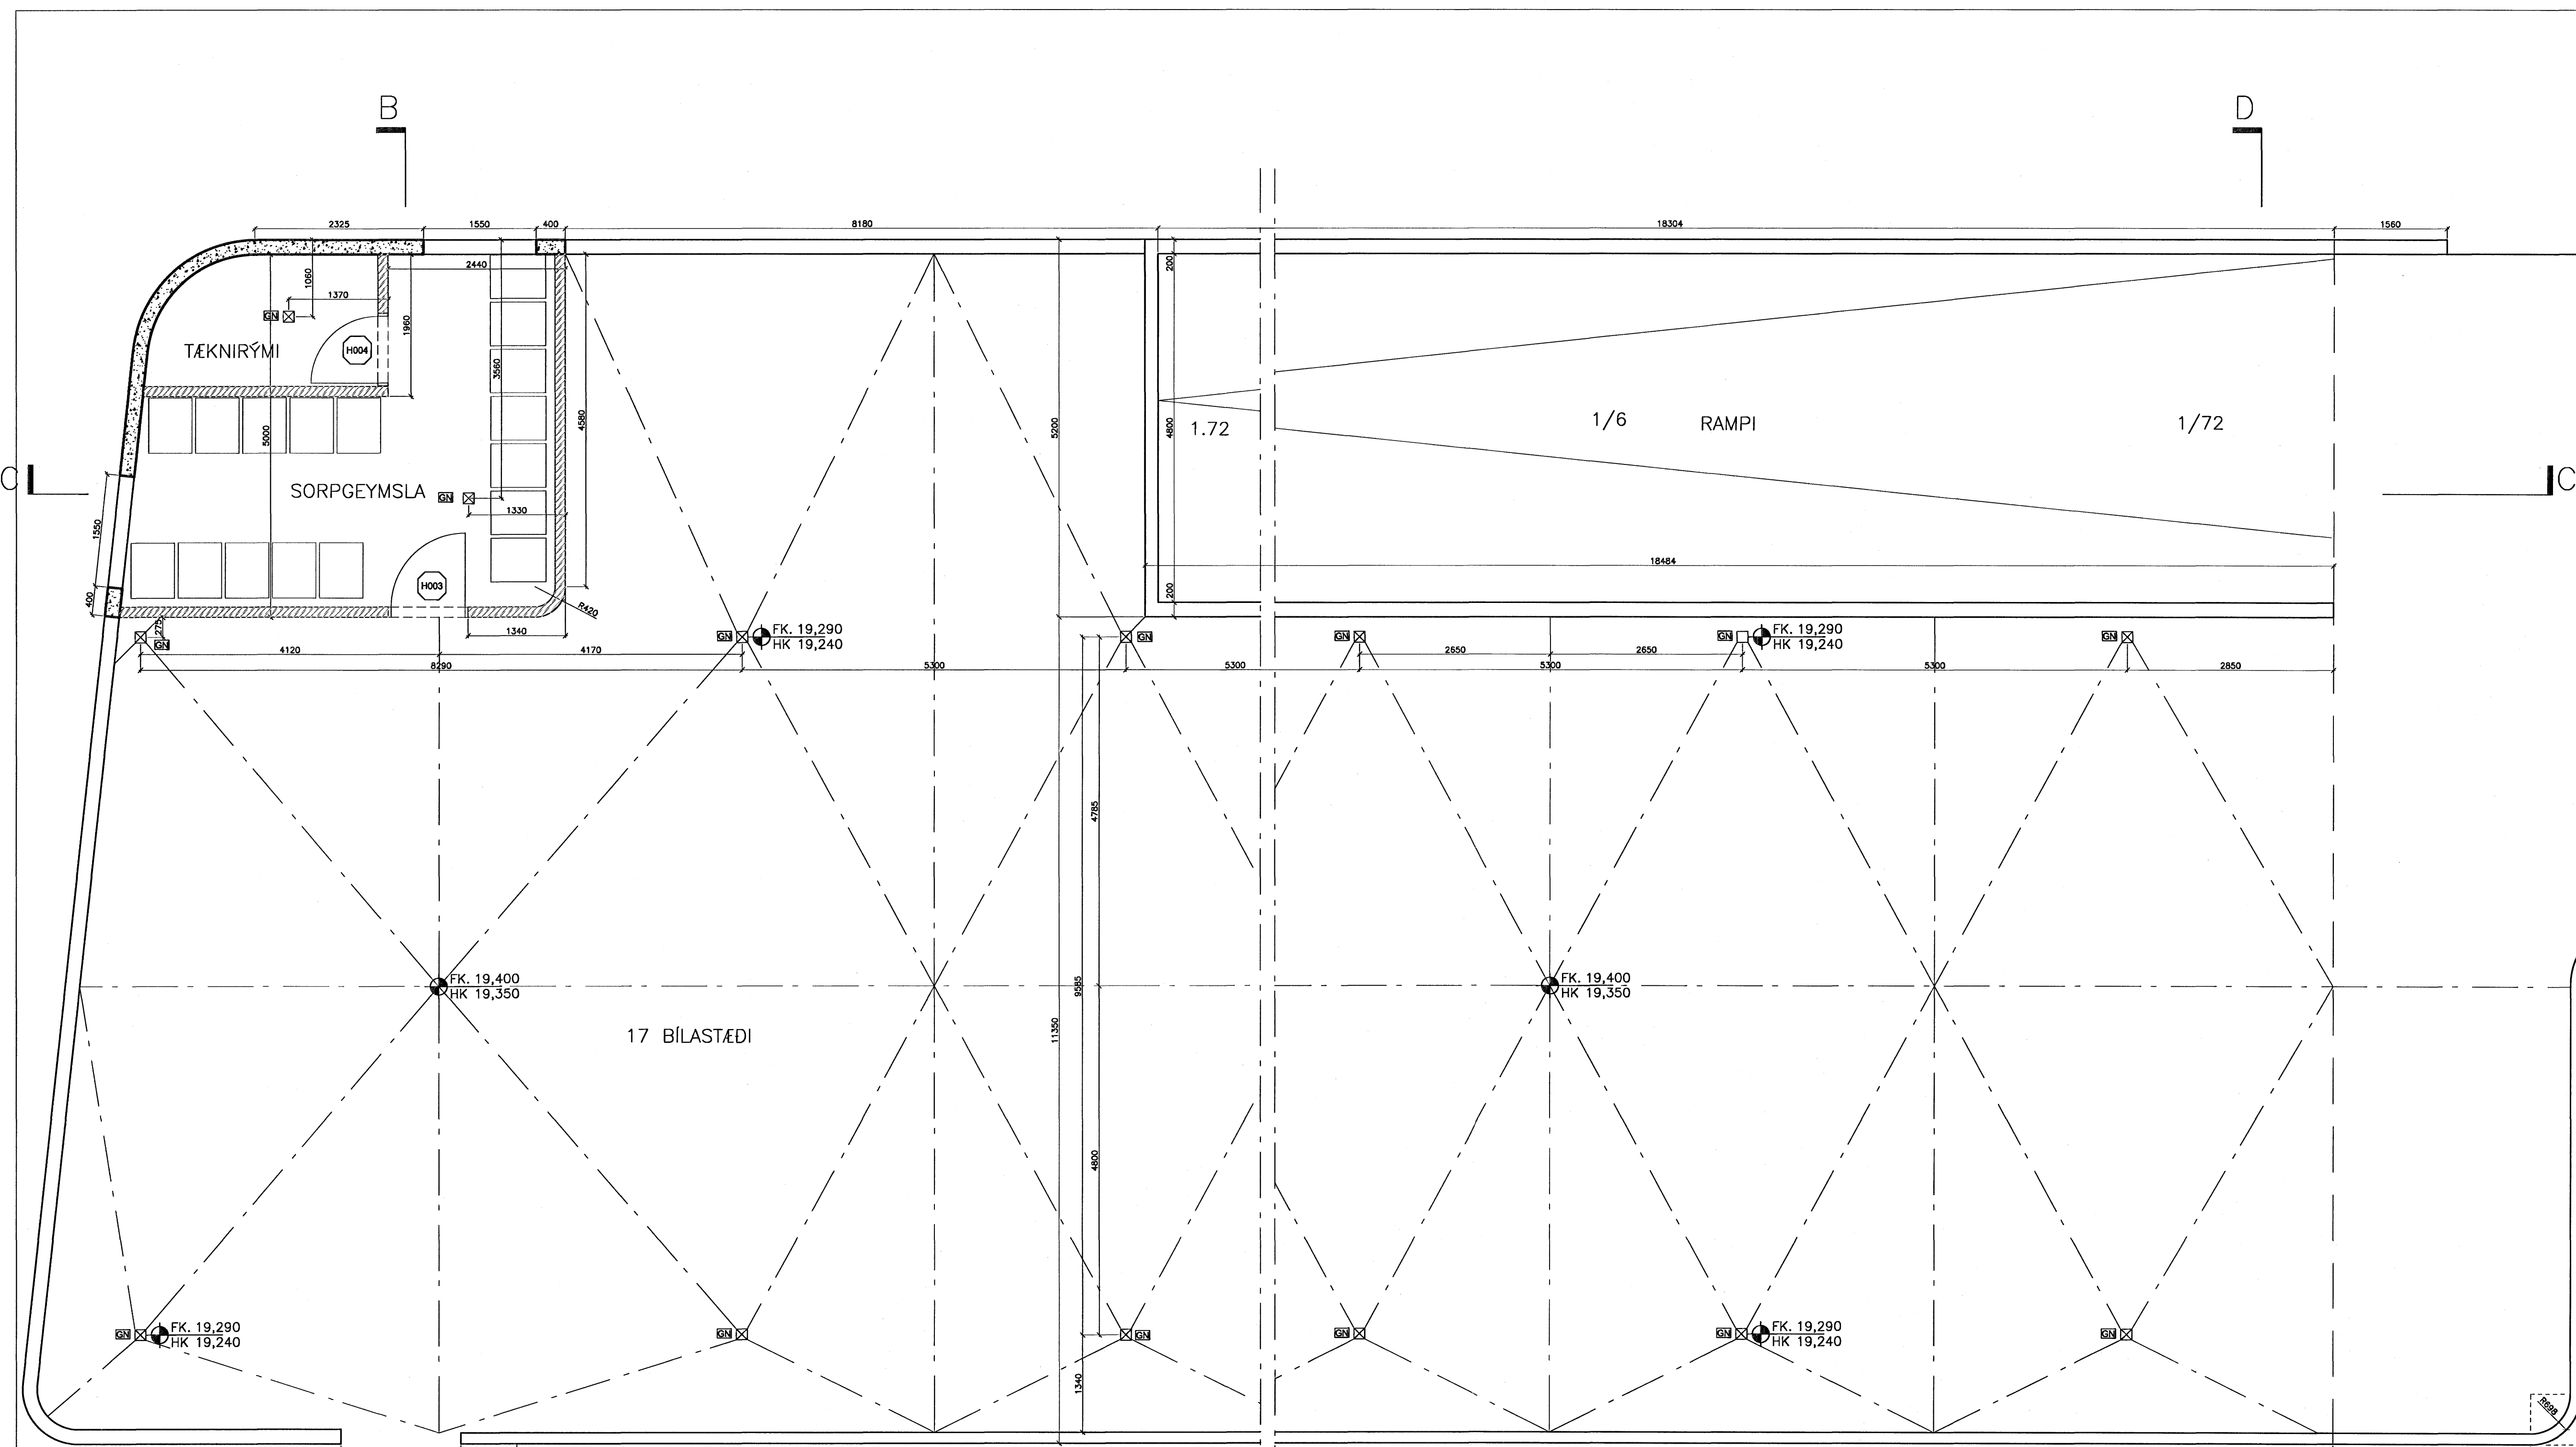 B
D
2325
1550
400
8180
18304
1560
2440
1060
1370
GN
TÆKNIRÝMI
H004
1960
3560
4580
5000
5200
200
4800
200
1.72
1/6
RAMPI
1/72
C
C
SORPGEYMSLA
GN
1330
1550
400
H003
R420
1340
275
GN
18484
GN
FK. 19,290
HK 19,240
GN
GN
GN
FK. 19,290
HK 19,240
GN
4120
4170
2650
2650
8290
5300
5300
5300
5300
2850
4785
FK. 19,400
HK 19,350
9585
FK. 19,400
HK 19,350
11350
17 BÍLASTÆÐI
4800
GN
FK. 19,290
HK 19,240
GN
GN
GN
GN
FK. 19,290
HK 19,240
GN
1340
R698